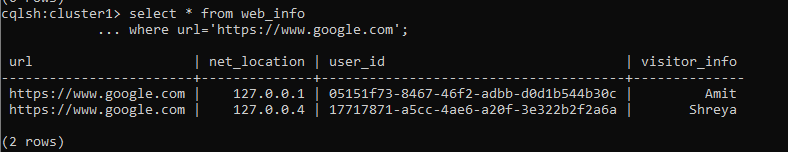 cqlsh:cluster1> select * from web_info
... where url='https://www.google.com';
url | net_location | user_id | visitor_info
------------------------+--------------+--------------------------------------+--------------
https://www.google.com | 127.0.0.1 | 05151f73-8467-46f2-adbb-d0d1b544b30c | Amit
https://www.google.com | 127.0.0.4 | 17717871-a5cc-4ae6-a20f-3e322b2f2a6a | Shreya
(2 rows)